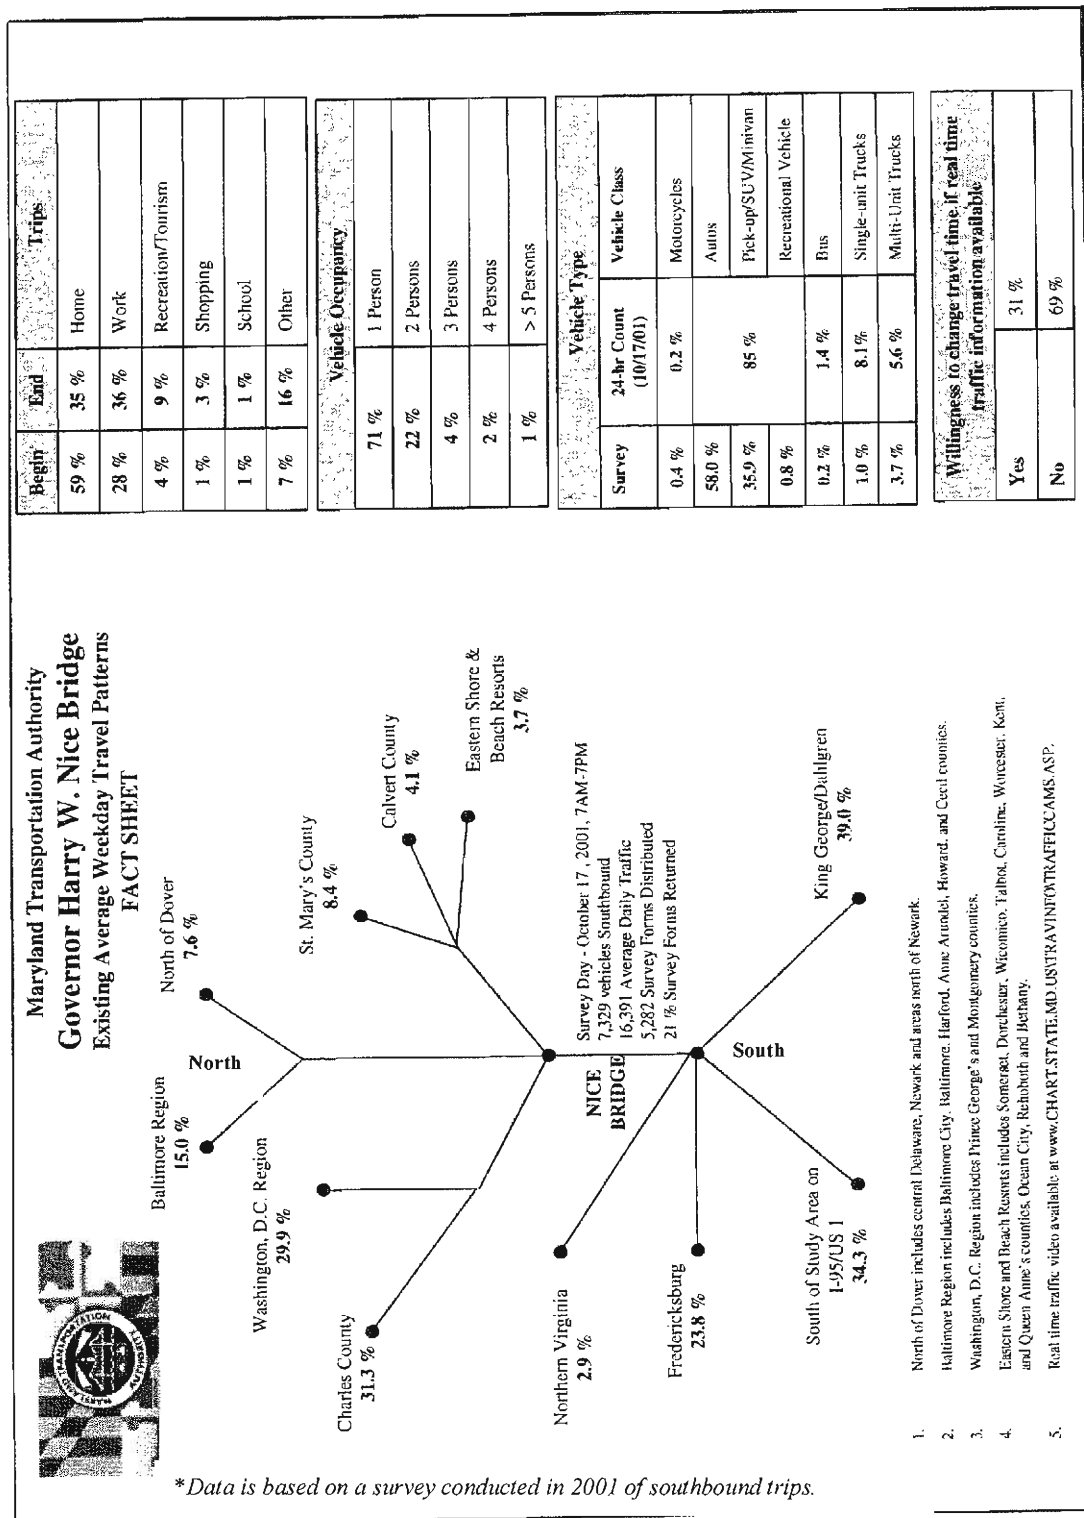 Maryland Transportation Authority
Governor Harry W. Nice Bridge
Existing Average Weekday Travel Patterns
FACT SHEET
MARYLAND TRANSPORTATION AUTHORITY
Baltimore Region
15.0 %
North of Dover
7.6 %
North
Washington, D.C. Region
29.9 %
Charles County
31.3 %
St. Mary's County
8.4 %
Calvert County
4.1 %
Eastern Shore &
Beach Resorts
3.7 %
NICE
BRIDGE
Survey Day - October 17, 2001, 7AM-7PM
7,329 vehicles Southbound
16,391 Average Daily Traffic
5,282 Survey Forms Distributed
21 % Survey Forms Returned
Northern Virginia
2.9 %
Fredericksburg
23.8 %
South
South of Study Area on
I-95/US 1
34.3 %
King George/Dahlgren
39.0 %
1. North of Dover includes central Delaware, Newark and areas north of Newark.
2. Baltimore Region includes Baltimore City, Baltimore, Harford, Anne Arundel, Howard, and Cecil counties.
3. Washington, D.C. Region includes Prince George's and Montgomery counties.
4. Eastern Shore and Beach Resorts includes Somerset, Dorchester, Wicomico, Talbot, Caroline, Worcester, Kent,
and Queen Anne's counties, Ocean City, Rehoboth and Bethany.
5. Real time traffic video available at www.CHART.STATE.MD.US\TRAVINFO\TRAFFICCAMS.ASP.
Begin End Trips
59 % 35 % Home
28 % 36 % Work
4 % 9 % Recreation/Tourism
1 % 3 % Shopping
1 % 1 % School
7 % 16 % Other
Vehicle Occupancy
71 % 1 Person
22 % 2 Persons
4 % 3 Persons
2 % 4 Persons
1 % > 5 Persons
Vehicle Type
Survey 24-hr Count (10/17/01) Vehicle Class
0.4 % 0.2 % Motorcycles
58.0 % Autos
35.9 % 85 % Pick-up/SUV/Minivan
0.8 % Recreational Vehicle
0.2 % 1.4 % Bus
1.0 % 8.1% Single-unit Trucks
3.7 % 5.6 % Multi-Unit Trucks
Willingness to change travel time if real time
traffic information available
Yes 31 %
No 69 %
*Data is based on a survey conducted in 2001 of southbound trips.